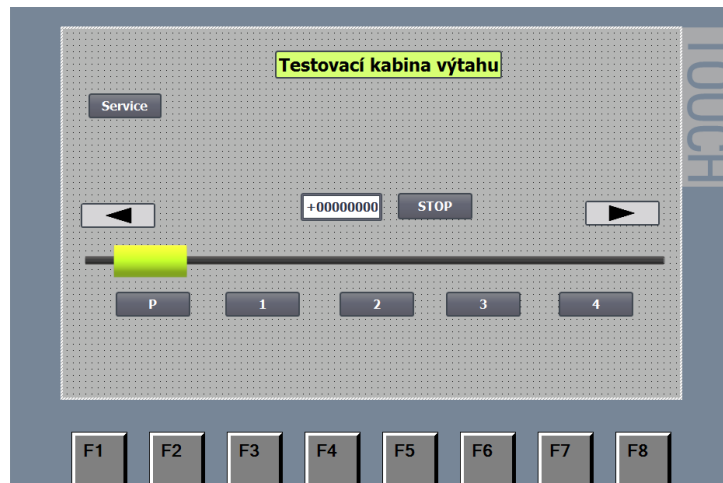 Testovací kabina výtahu
TOUCH
Service
+00000000
STOP
P
1
2
3
4
F1
F2
F3
F4
F5
F6
F7
F8